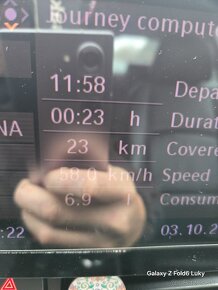 Journey compute
11:58 Depa
00:23 h Durat
NA
23 km Covere
58.0 km/h Speed
6.9 l Consum
:22 03.10.2
Galaxy Z Fold6 Luky